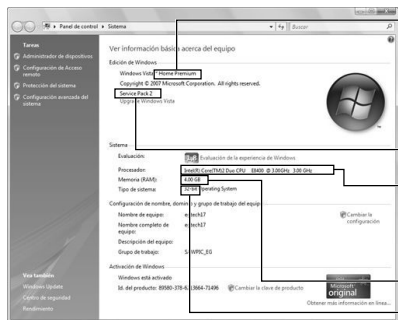 Panel de control ▸ Sistema
Buscar
Tareas
Administrador de dispositivos
Configuración de Acceso remoto
Protección del sistema
Configuración avanzada del sistema
Vea también
Windows Update
Centro de seguridad
Rendimiento
Ver información básica acerca del equipo
Edición de Windows
Windows Vista™ Home Premium
Copyright © 2007 Microsoft Corporation. All rights reserved.
Service Pack 2
Upgrade Windows Vista
Sistema
Evaluación: Evaluación de la experiencia de Windows
Procesador: Intel(R) Core(TM)2 Duo CPU E8400 @ 3.00GHz 3.00 GHz
Memoria (RAM): 4.00 GB
Tipo de sistema: 32-bit Operating System
Configuración de nombre, dominio y grupo de trabajo del equipo
Nombre de equipo: tech17
Cambiar la configuración
Nombre completo de equipo: tech17
Descripción del equipo:
Grupo de trabajo:
Activación de Windows
Windows está activado
Id. del producto:
Cambiar la clave de producto
Microsoft
original
Obtener más información en línea...